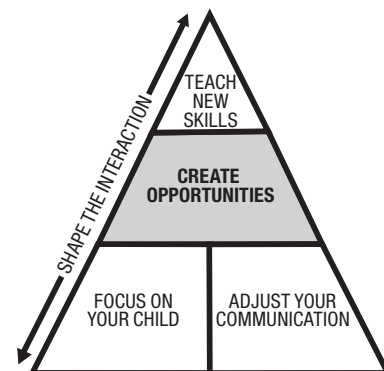 SHAPE THE INTERACTION
TEACH
NEW
SKILLS
CREATE
OPPORTUNITIES
FOCUS ON
YOUR CHILD
ADJUST YOUR
COMMUNICATION